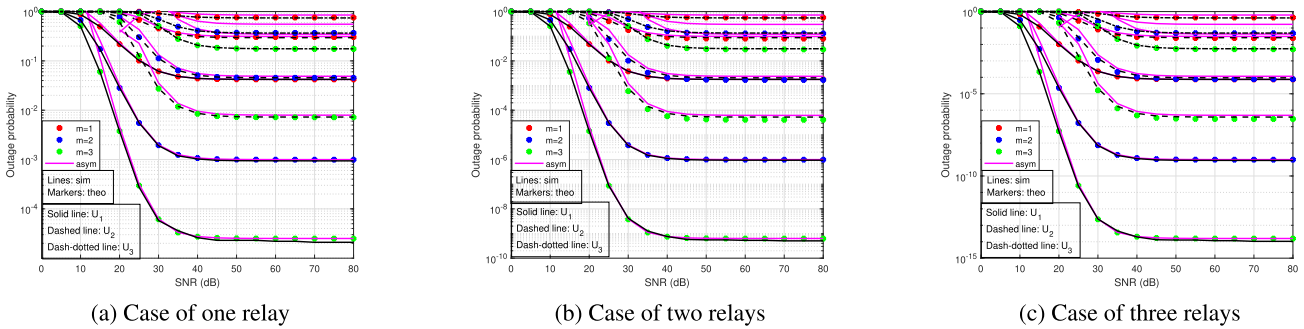 10^0
10^-1
10^-2
10^-3
10^-4
Outage probability
m=1
m=2
m=3
asym
Lines: sim
Markers: theo
Solid line: U_1
Dashed line: U_2
Dash-dotted line: U_3
0 10 20 30 40 50 60 70 80
SNR (dB)
(a) Case of one relay
10^0
10^-2
10^-4
10^-6
10^-8
10^-10
Outage probability
m=1
m=2
m=3
asym
Lines: sim
Markers: theo
Solid line: U_1
Dashed line: U_2
Dash-dotted line: U_3
0 10 20 30 40 50 60 70 80
SNR (dB)
(b) Case of two relays
10^0
10^-5
10^-10
10^-15
Outage probability
m=1
m=2
m=3
asym
Lines: sim
Markers: theo
Solid line: U_1
Dashed line: U_2
Dash-dotted line: U_3
0 10 20 30 40 50 60 70 80
SNR (dB)
(c) Case of three relays